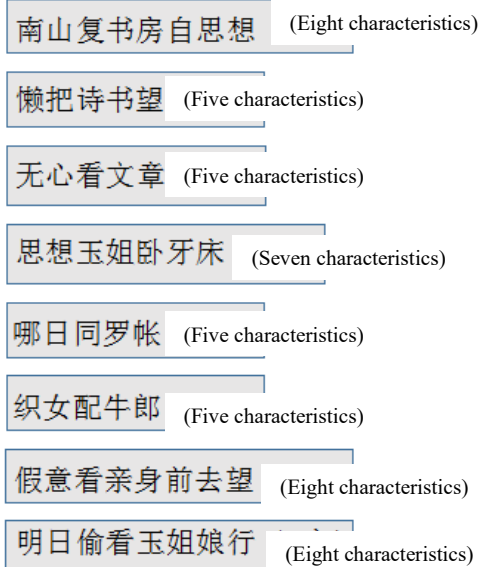 南山复书房自思想 (Eight characteristics)
懒把诗书望 (Five characteristics)
无心看文章 (Five characteristics)
思想玉姐卧牙床 (Seven characteristics)
哪日同罗帐 (Five characteristics)
织女配牛郎 (Five characteristics)
假意看亲身前去望 (Eight characteristics)
明日偷看玉姐娘行 (Eight characteristics)